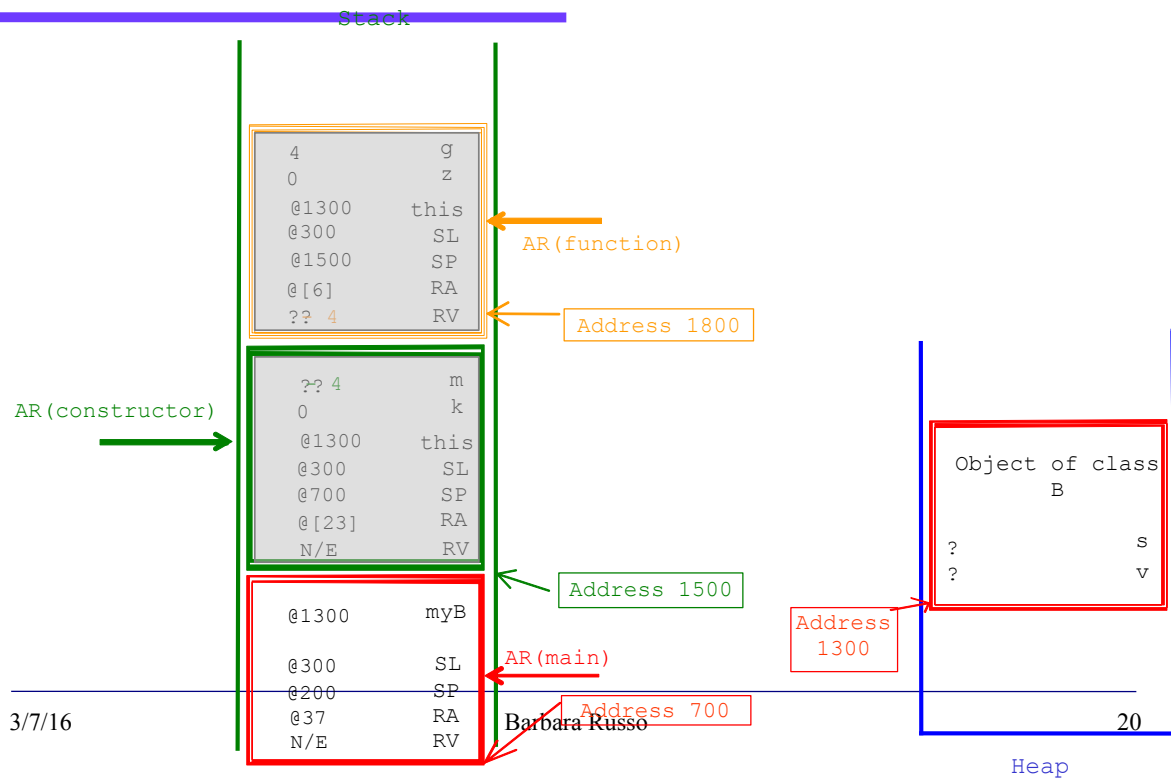 Stack
4 g
0 z
@1300 this
@300 SL
@1500 SP
@[6] RA
?? 4 RV
AR(function)
Address 1800
?? 4 m
0 k
@1300 this
@300 SL
@700 SP
@[23] RA
N/E RV
AR(constructor)
Address 1500
@1300 myB
@300 SL
@200 SP
@37 RA
N/E RV
AR(main)
Address 700
Object of class
B
? s
? v
Address
1300
Heap
3/7/16 Barbara Russo 20